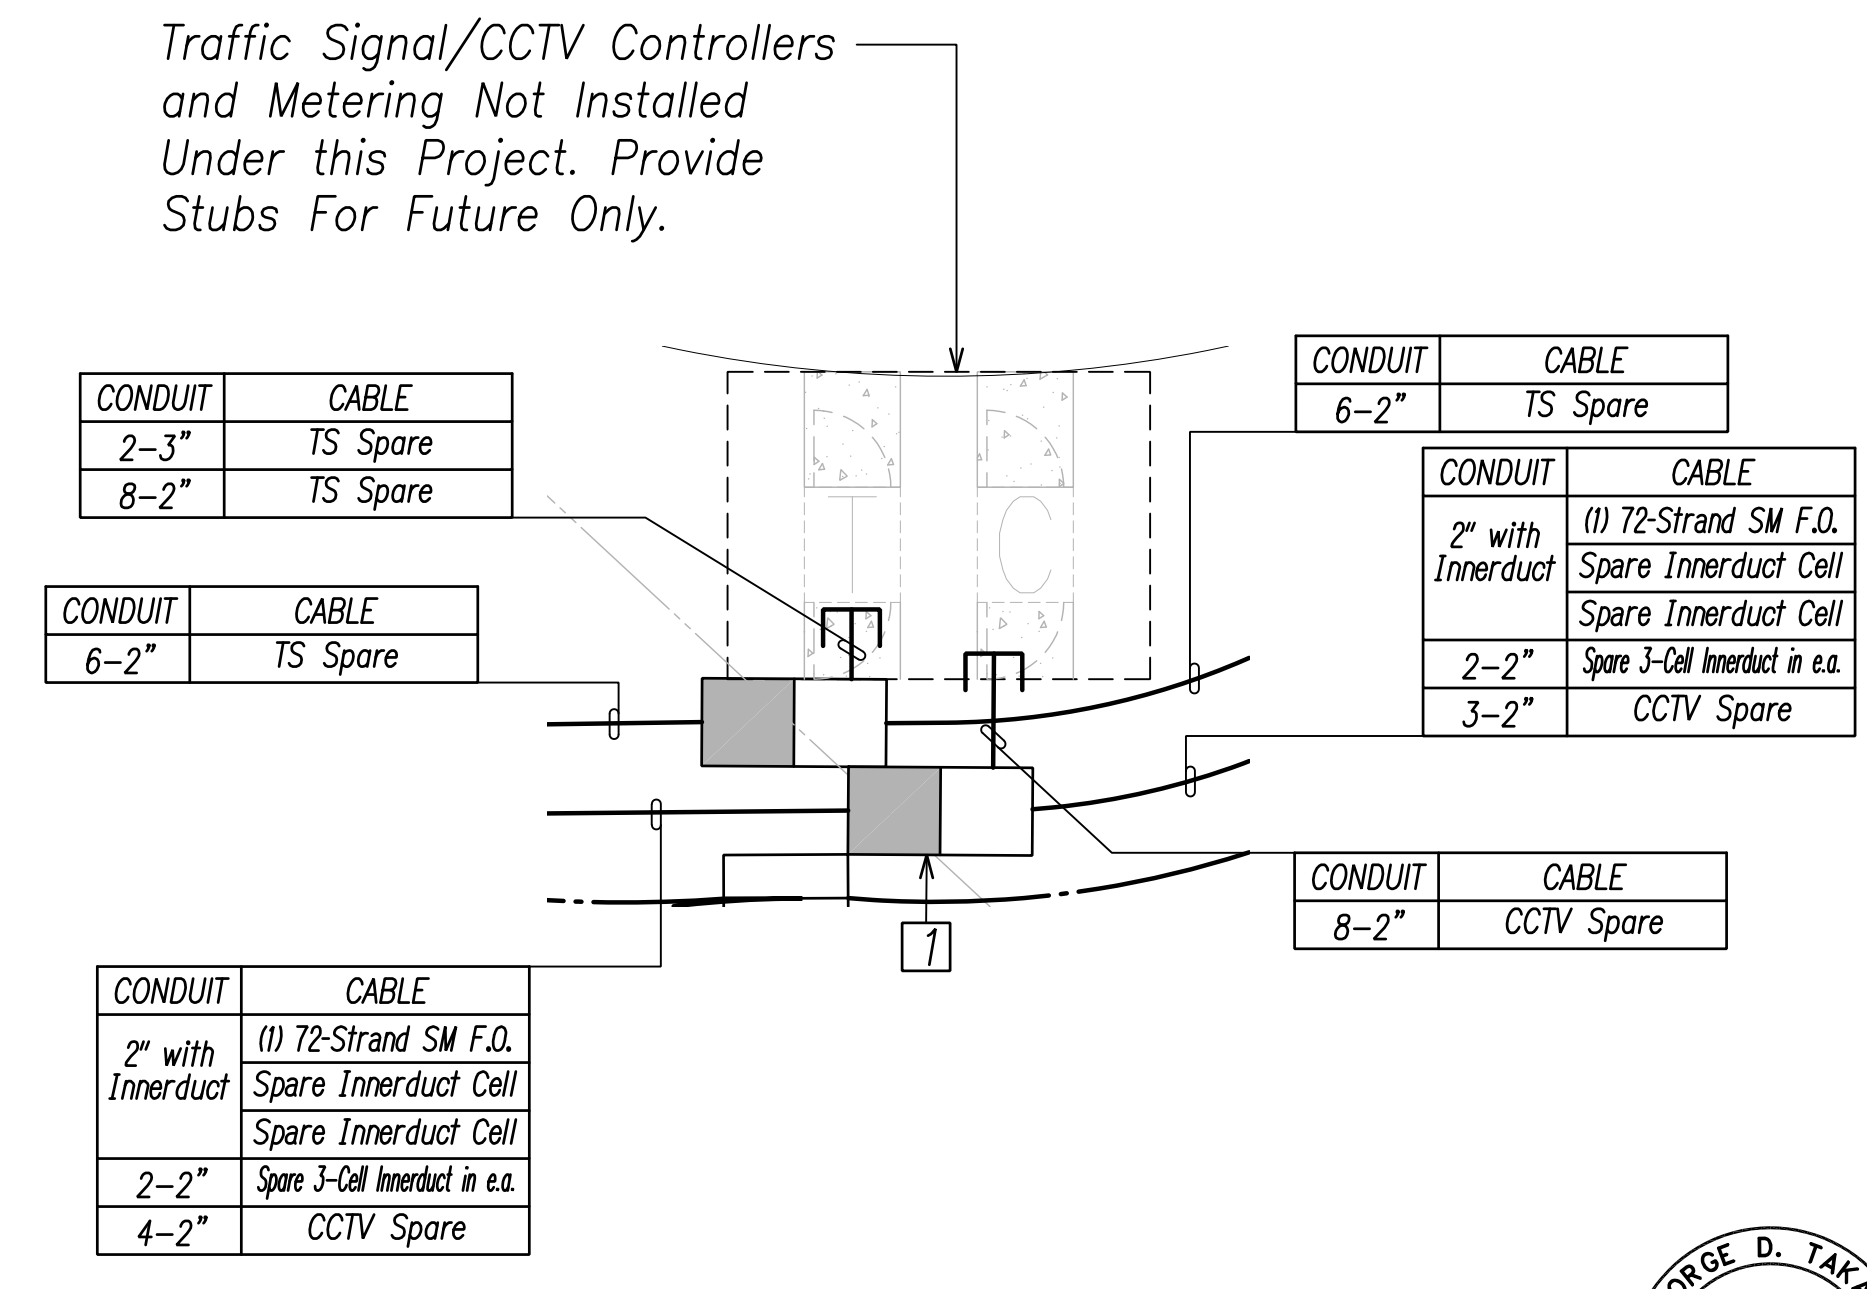 Traffic Signal/CCTV Controllers
and Metering Not Installed
Under this Project. Provide
Stubs For Future Only.
CONDUIT CABLE
2-3" TS Spare
8-2" TS Spare
CONDUIT CABLE
6-2" TS Spare
CONDUIT CABLE
6-2" TS Spare
CONDUIT CABLE
2" with Innerduct (1) 72-Strand SM F.O.
Spare Innerduct Cell
Spare Innerduct Cell
2-2" Spare 3-Cell Innerduct in e.a.
3-2" CCTV Spare
CONDUIT CABLE
8-2" CCTV Spare
1
CONDUIT CABLE
2" with Innerduct (1) 72-Strand SM F.O.
Spare Innerduct Cell
Spare Innerduct Cell
2-2" Spare 3-Cell Innerduct in e.a.
4-2" CCTV Spare
D.